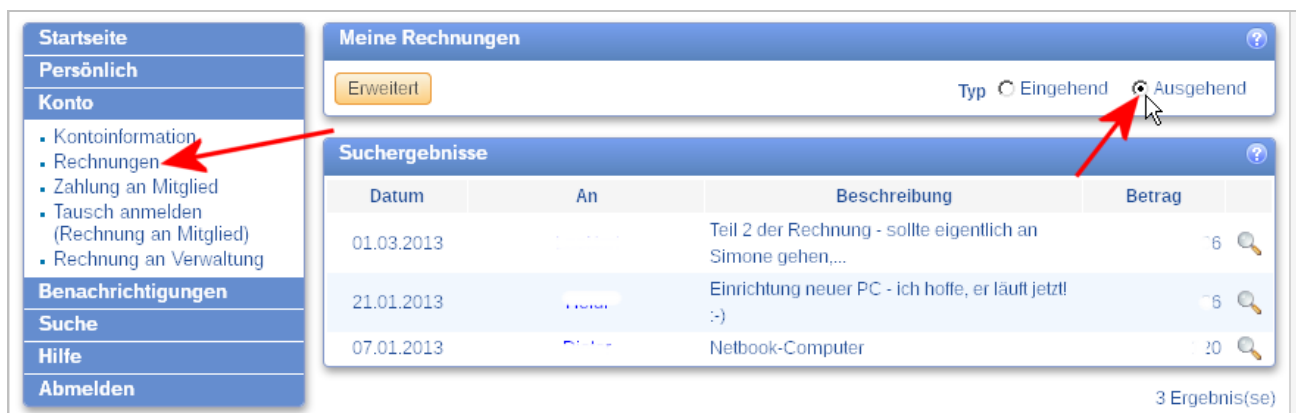 Startseite
Persönlich
Konto
Kontoinformation
Rechnungen
Zahlung an Mitglied
Tausch anmelden
(Rechnung an Mitglied)
Rechnung an Verwaltung
Benachrichtigungen
Suche
Hilfe
Abmelden
Meine Rechnungen
Erweitert
Typ Eingehend Ausgehend
Suchergebnisse
Datum An Beschreibung Betrag
01.03.2013 Teil 2 der Rechnung - sollte eigentlich an
Simone gehen,...
21.01.2013 Einrichtung neuer PC - ich hoffe, er läuft jetzt!
:-)
07.01.2013 Netbook-Computer
3 Ergebnis(se)